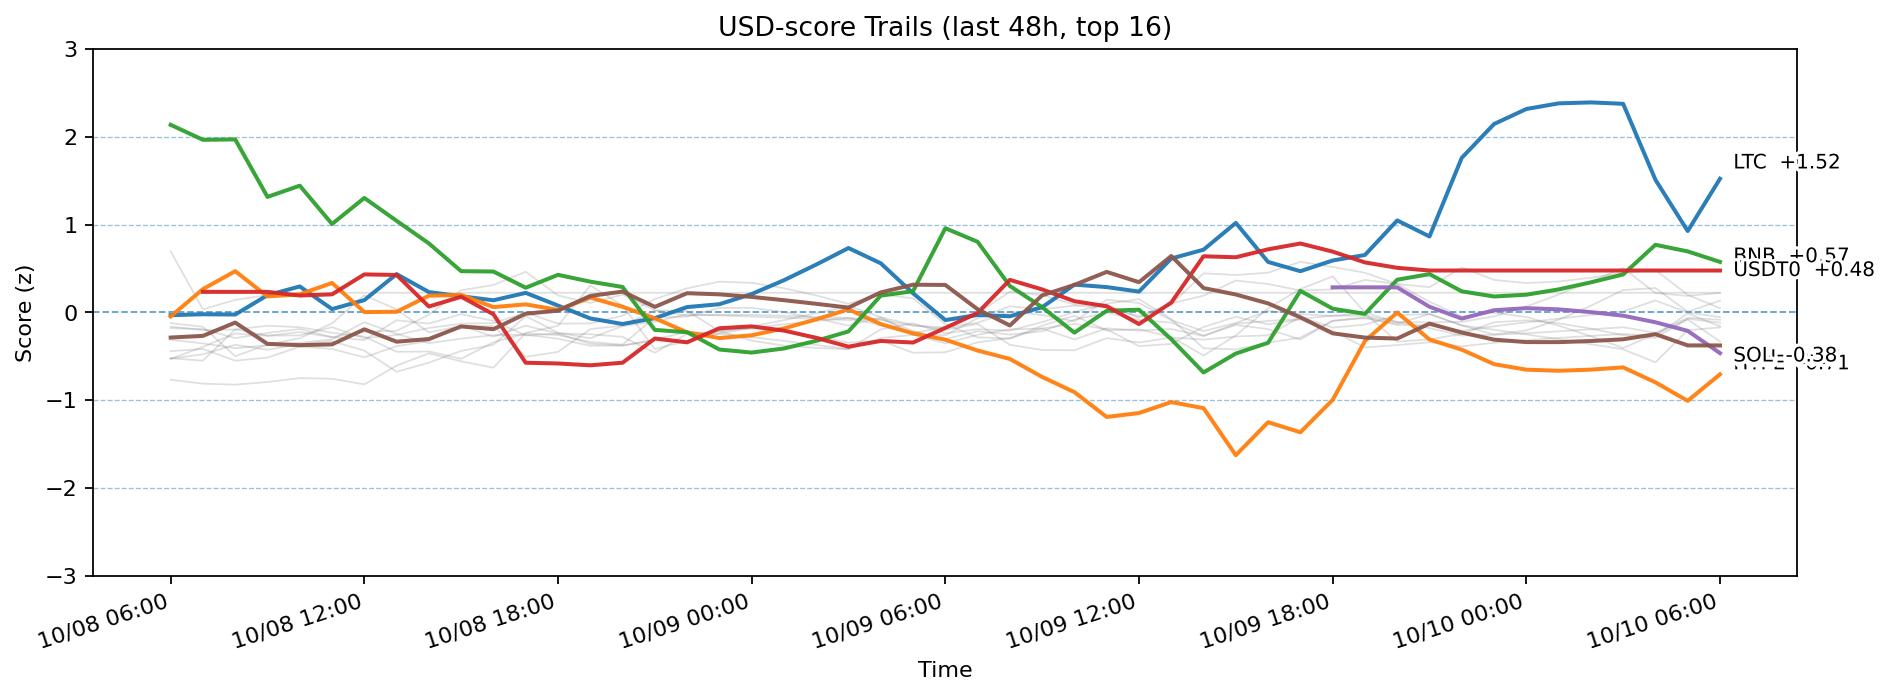 USD-score Trails (last 48h, top 16)
Score (z)
3
2
1
0
−1
−2
−3
LTC +1.52
BNB +0.57
USDT0 +0.48
SOL -0.38
10/08 06:00
10/08 12:00
10/08 18:00
10/09 00:00
10/09 06:00
10/09 12:00
10/09 18:00
10/10 00:00
10/10 06:00
Time